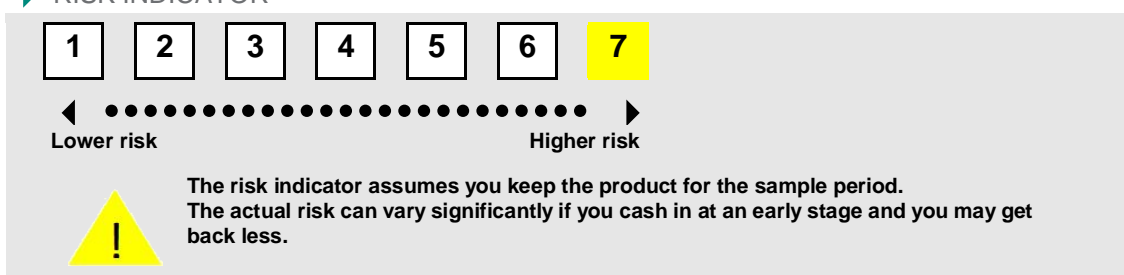 RISK INDICATOR
1 2 3 4 5 6 7
Lower risk Higher risk
The risk indicator assumes you keep the product for the sample period.
The actual risk can vary significantly if you cash in at an early stage and you may get
back less.
!